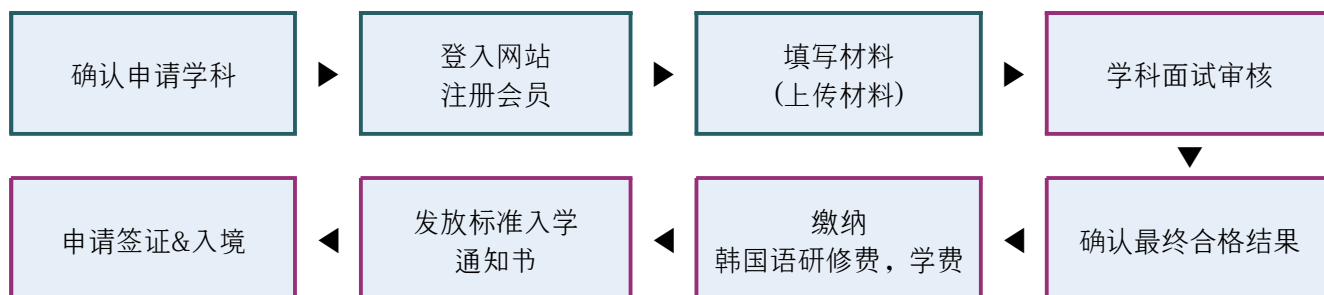 确认申请学科
登入网站
注册会员
填写材料
(上传材料)
学科面试审核
确认最终合格结果
缴纳
韩国语研修费，学费
发放标准入学
通知书
申请签证&入境